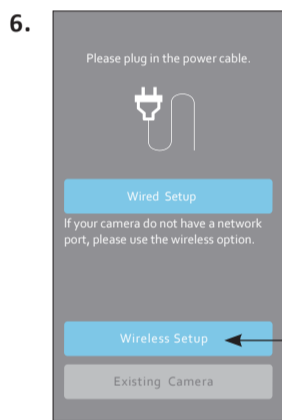 6.
Please plug in the power cable.
Wired Setup
If your camera do not have a network
port, please use the wireless option.
Wireless Setup
Existing Camera